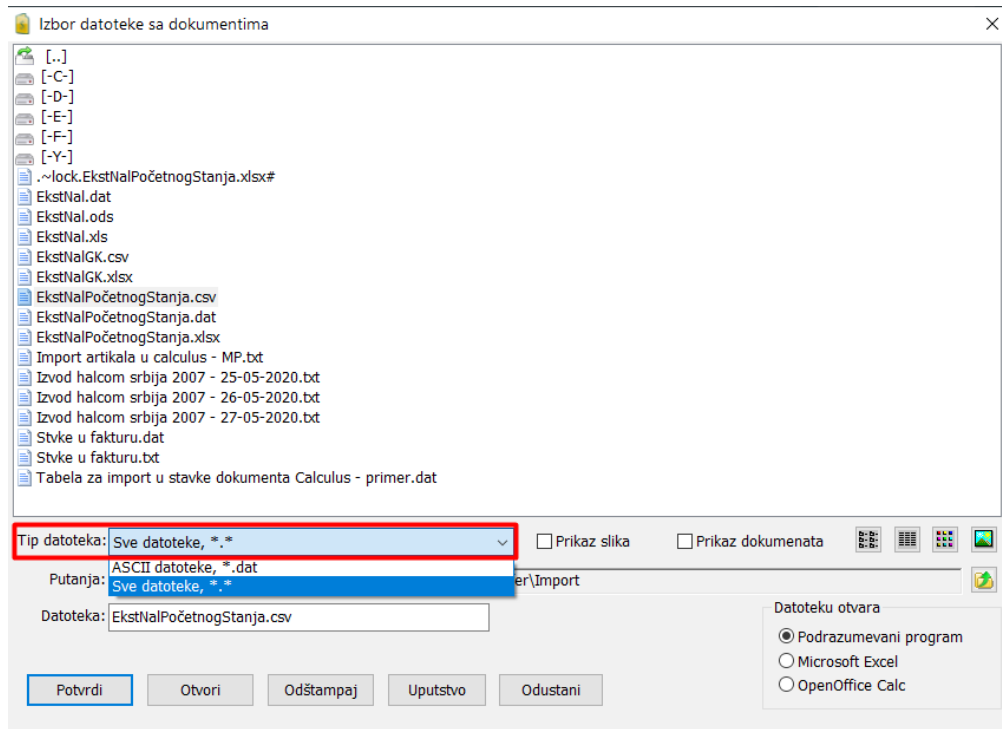 Izbor datoteke sa dokumentima
[..]
[-C-]
[-D-]
[-E-]
[-F-]
[-Y-]
.~lock.EkstNalPočetnogStanja.xlsx#
EkstNal.dat
EkstNal.ods
EkstNal.xls
EkstNalGK.csv
EkstNalGK.xlsx
EkstNalPočetnogStanja.csv
EkstNalPočetnogStanja.dat
EkstNalPočetnogStanja.xlsx
Import artikala u calculus - MP.txt
Izvod halcom srbija 2007 - 25-05-2020.txt
Izvod halcom srbija 2007 - 26-05-2020.txt
Izvod halcom srbija 2007 - 27-05-2020.txt
Stvke u fakturu.dat
Stvke u fakturu.txt
Tabela za import u stavke dokumenta Calculus - primer.dat
Tip datoteka: Sve datoteke, *.* Prikaz slika Prikaz dokumenata
ASCII datoteke, *.dat
Putanja: Sve datoteke, *.* er\Import
Datoteka: EkstNalPočetnogStanja.csv
Datoteku otvara
Podrazumevani program
Microsoft Excel
OpenOffice Calc
Potvrdi Otvori Odštampaj Uputstvo Odustani